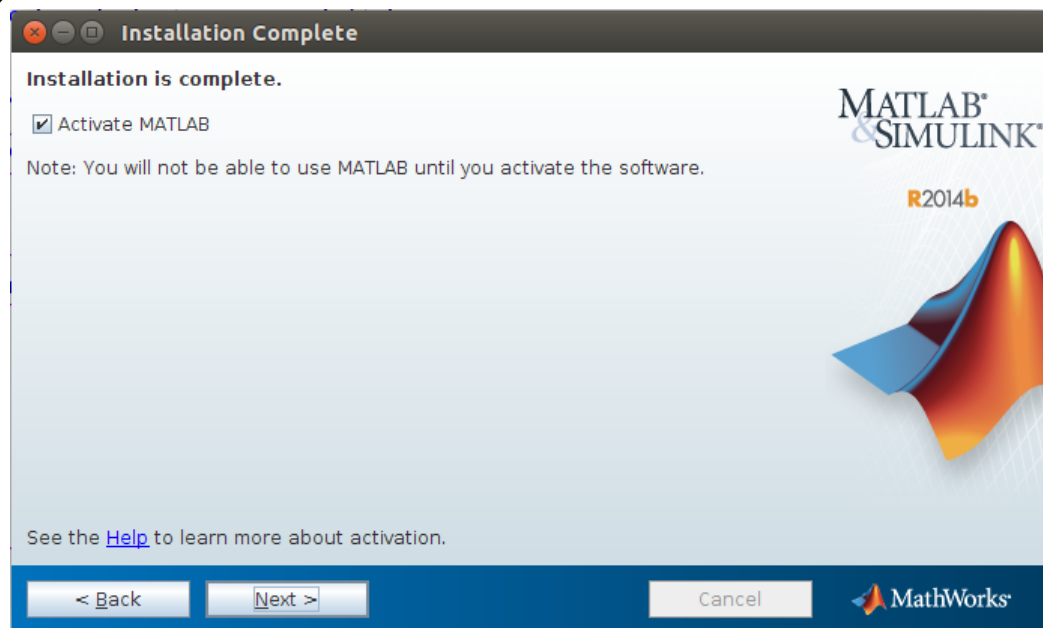 Installation Complete
Installation is complete.
Activate MATLAB
Note: You will not be able to use MATLAB until you activate the software.
MATLAB®
&SIMULINK®
R2014b
See the Help to learn more about activation.
< Back
Next >
Cancel
MathWorks®